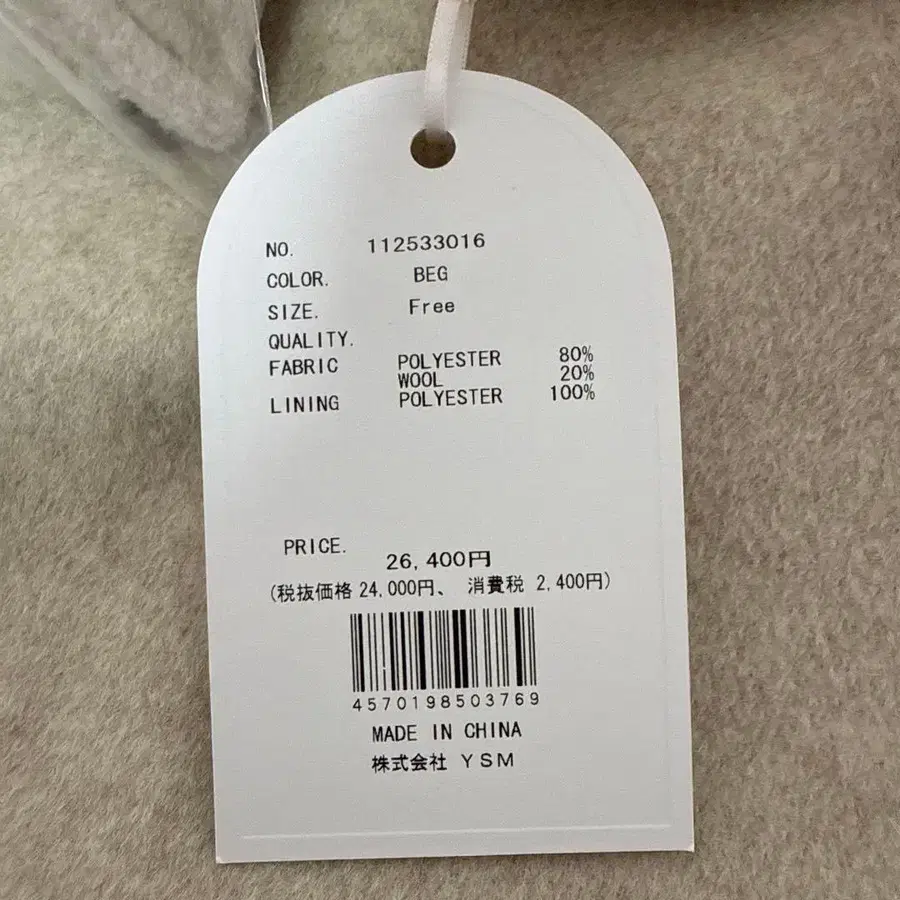 NO. 112533016
COLOR. BEG
SIZE. Free
QUALITY.
FABRIC POLYESTER 80%
WOOL 20%
LINING POLYESTER 100%
PRICE.
26,400円
(税抜価格 24,000円、 消費税 2,400円)
4570198503769
MADE IN CHINA
株式会社 YSM